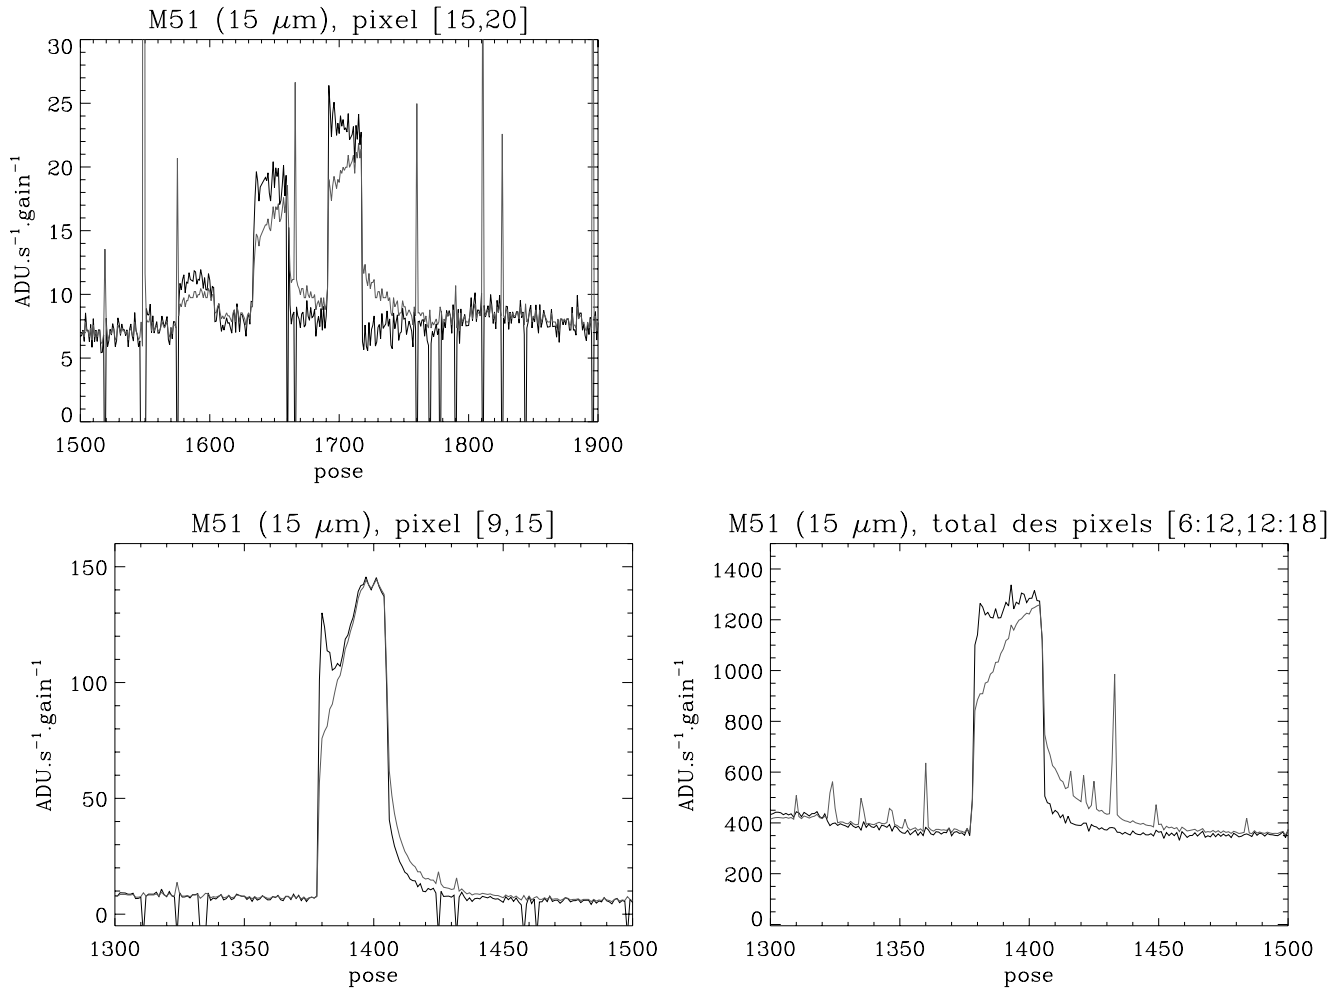 M51 (15 μm), pixel [15,20]
ADU.s⁻¹.gain⁻¹
30
25
20
15
10
5
0
1500 1600 1700 1800 1900
pose
M51 (15 μm), pixel [9,15]
ADU.s⁻¹.gain⁻¹
150
100
50
0
1300 1350 1400 1450 1500
pose
M51 (15 μm), total des pixels [6:12,12:18]
ADU.s⁻¹.gain⁻¹
1400
1200
1000
800
600
400
200
0
1300 1350 1400 1450 1500
pose